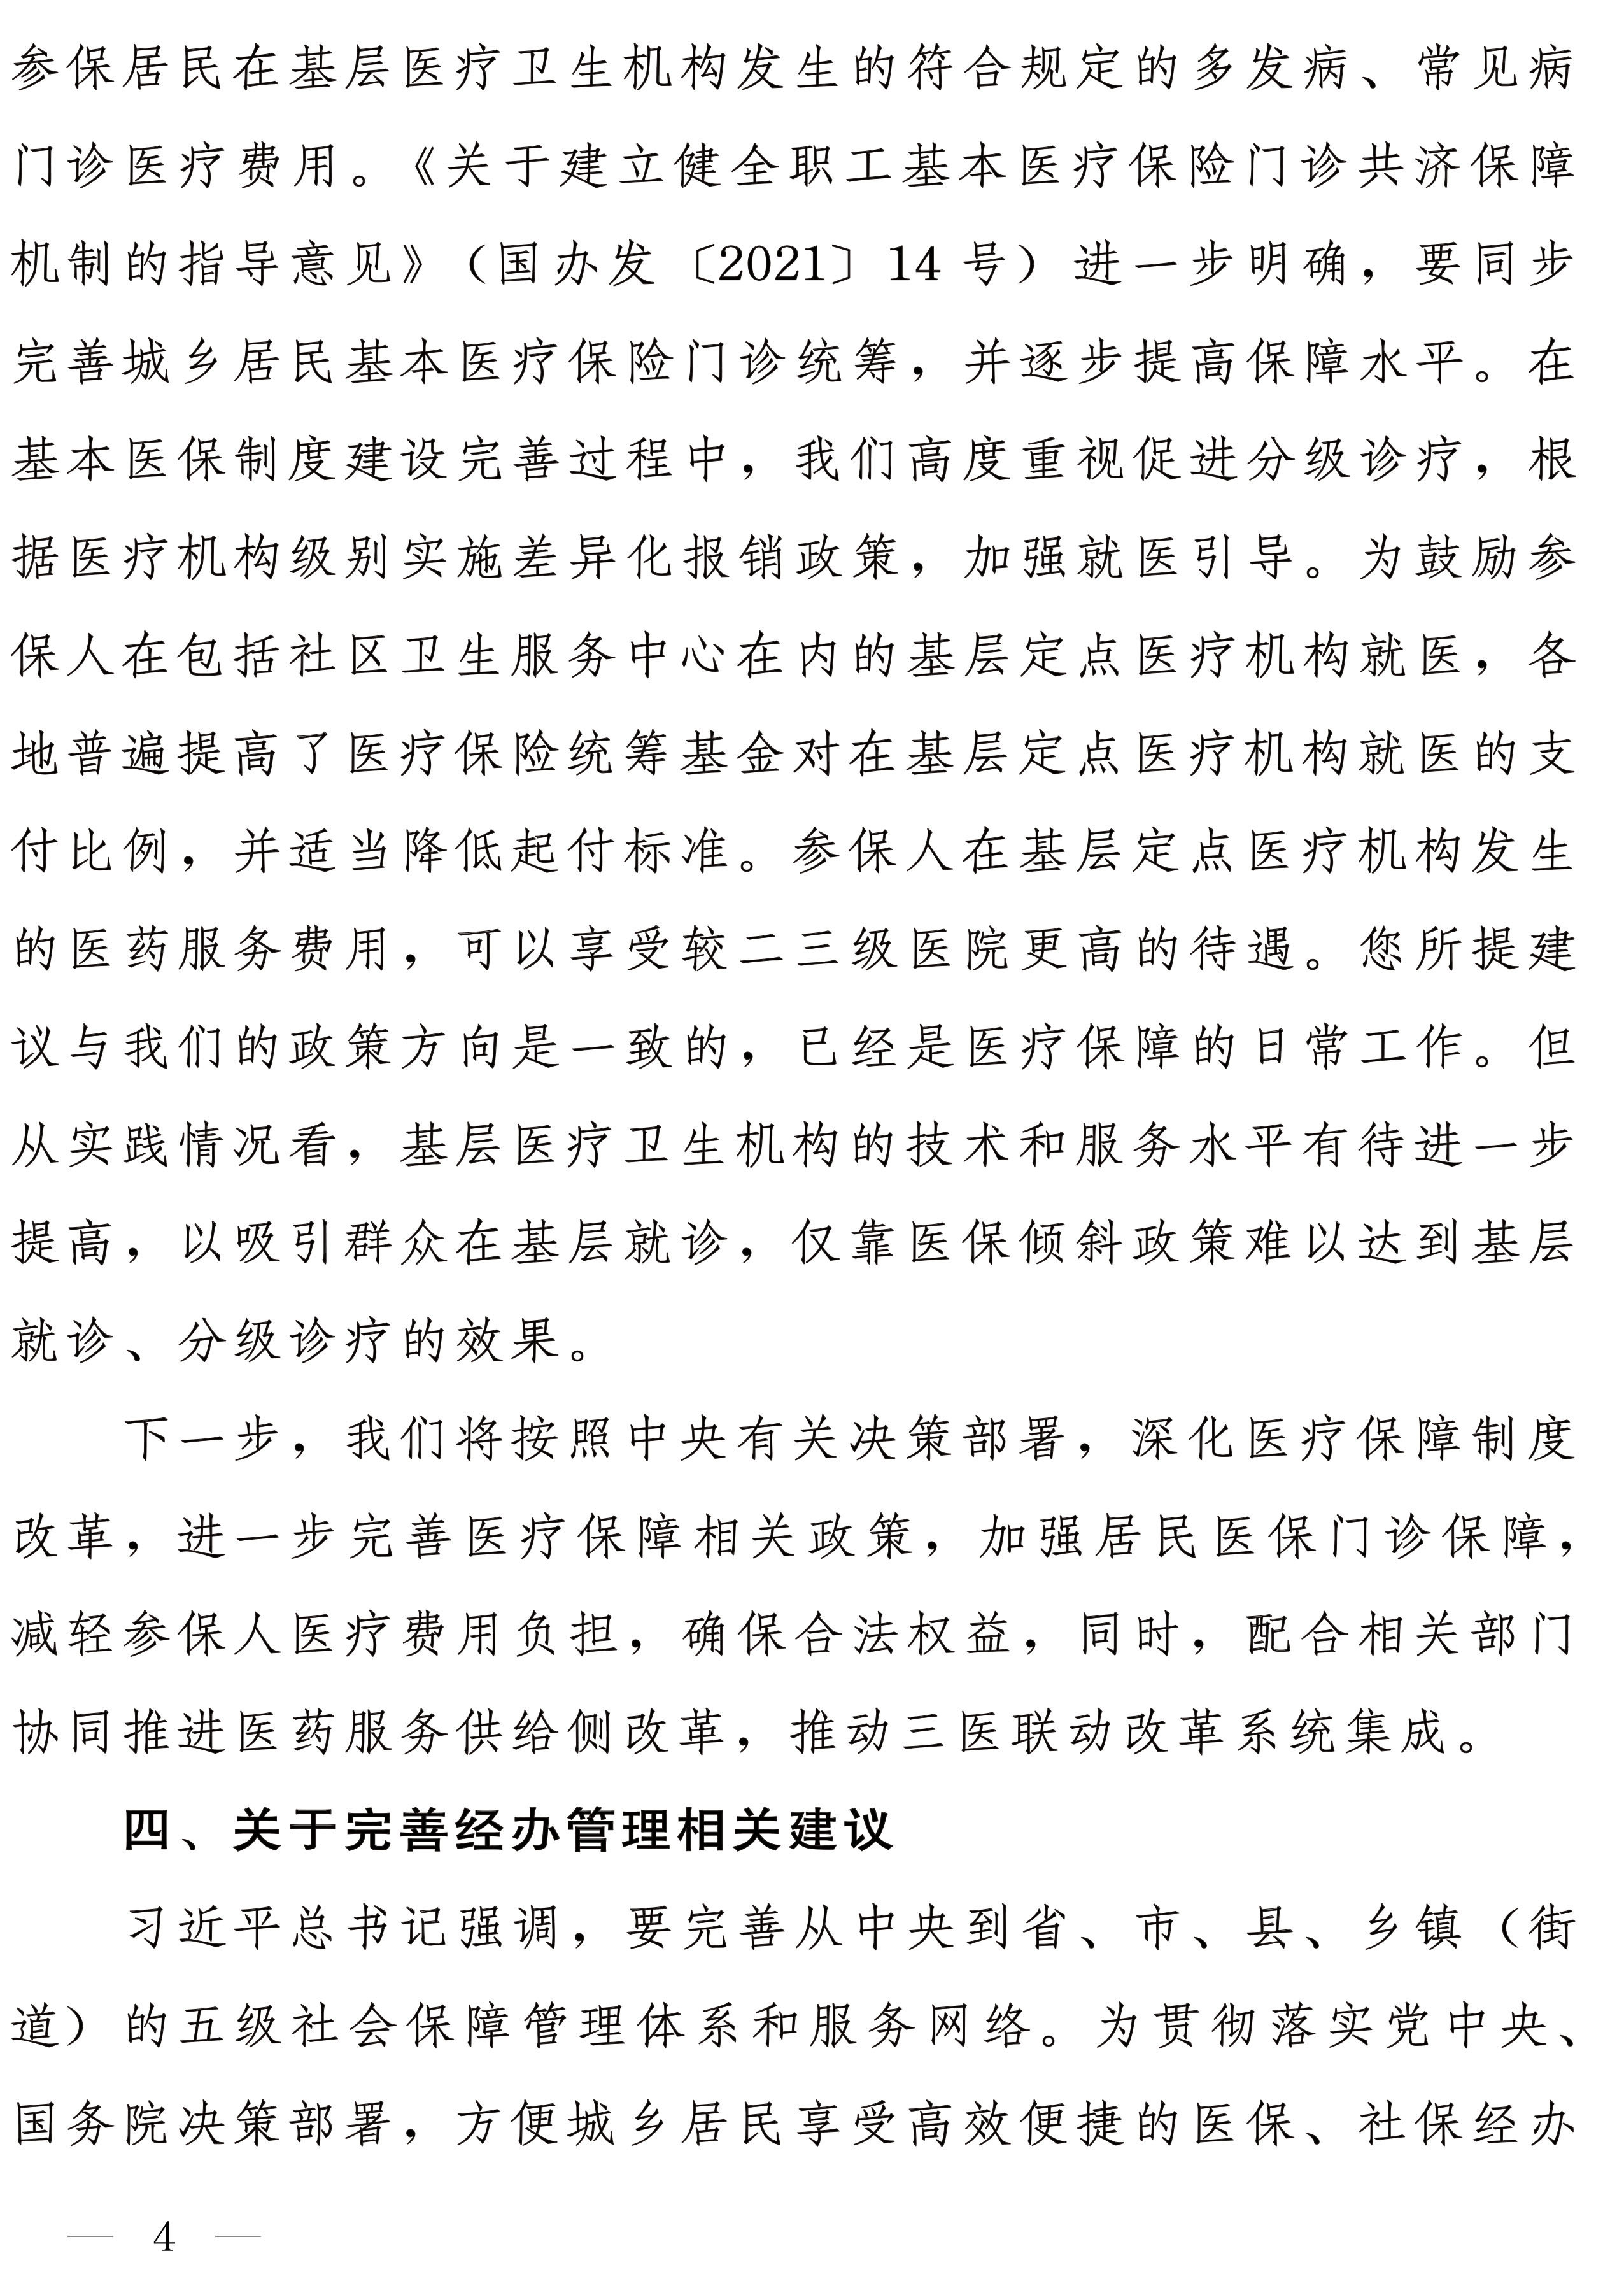 参保居民在基层医疗卫生机构发生的符合规定的多发病、常见病
门诊医疗费用。《关于建立健全职工基本医疗保险门诊共济保障
机制的指导意见》（国办发〔2021〕14 号）进一步明确，要同步
完善城乡居民基本医疗保险门诊统筹，并逐步提高保障水平。在
基本医保制度建设完善过程中，我们高度重视促进分级诊疗，根
据医疗机构级别实施差异化报销政策，加强就医引导。为鼓励参
保人在包括社区卫生服务中心在内的基层定点医疗机构就医，各
地普遍提高了医疗保险统筹基金对在基层定点医疗机构就医的支
付比例，并适当降低起付标准。参保人在基层定点医疗机构发生
的医药服务费用，可以享受较二三级医院更高的待遇。您所提建
议与我们的政策方向是一致的，已经是医疗保障的日常工作。但
从实践情况看，基层医疗卫生机构的技术和服务水平有待进一步
提高，以吸引群众在基层就诊，仅靠医保倾斜政策难以达到基层
就诊、分级诊疗的效果。
下一步，我们将按照中央有关决策部署，深化医疗保障制度
改革，进一步完善医疗保障相关政策，加强居民医保门诊保障，
减轻参保人医疗费用负担，确保合法权益，同时，配合相关部门
协同推进医药服务供给侧改革，推动三医联动改革系统集成。
四、关于完善经办管理相关建议
习近平总书记强调，要完善从中央到省、市、县、乡镇（街
道）的五级社会保障管理体系和服务网络。为贯彻落实党中央、
国务院决策部署，方便城乡居民享受高效便捷的医保、社保经办
— 4 —